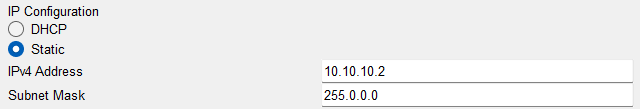 IP Configuration
DHCP
Static
IPv4 Address 10.10.10.2
Subnet Mask 255.0.0.0